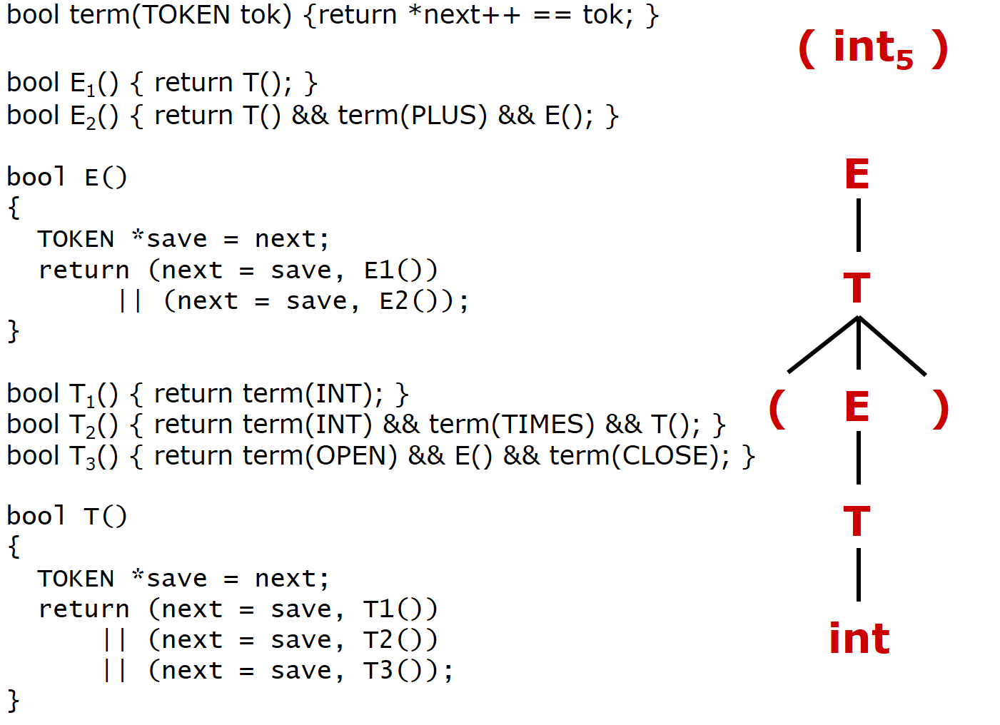 bool term(TOKEN tok) {return *next++ == tok; }
( int₅ )
bool E₁() { return T(); }
bool E₂() { return T() && term(PLUS) && E(); }
bool E()
{
TOKEN *save = next;
return (next = save, E1())
|| (next = save, E2());
}
bool T₁() { return term(INT); }
bool T₂() { return term(INT) && term(TIMES) && T(); }
bool T₃() { return term(OPEN) && E() && term(CLOSE); }
bool T()
{
TOKEN *save = next;
return (next = save, T1())
|| (next = save, T2())
|| (next = save, T3());
}
E
T
( E )
T
int